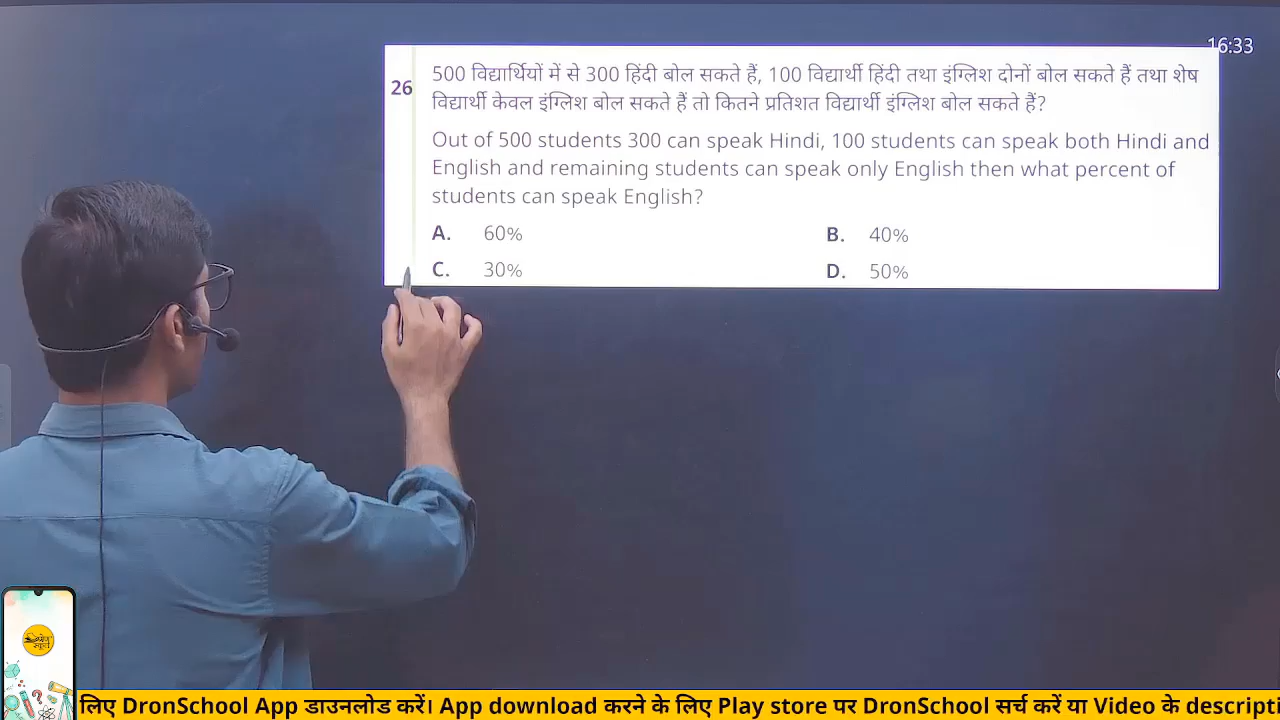 16:33
26
500 विद्यार्थियों में से 300 हिंदी बोल सकते हैं, 100 विद्यार्थी हिंदी तथा इंग्लिश दोनों बोल सकते हैं तथा शेष
विद्यार्थी केवल इंग्लिश बोल सकते हैं तो कितने प्रतिशत विद्यार्थी इंग्लिश बोल सकते हैं?
Out of 500 students 300 can speak Hindi, 100 students can speak both Hindi and
English and remaining students can speak only English then what percent of
students can speak English?
A. 60% B. 40%
C. 30% D. 50%
लिए DronSchool App डाउनलोड करें। App download करने के लिए Play store पर DronSchool सर्च करें या Video के descripti